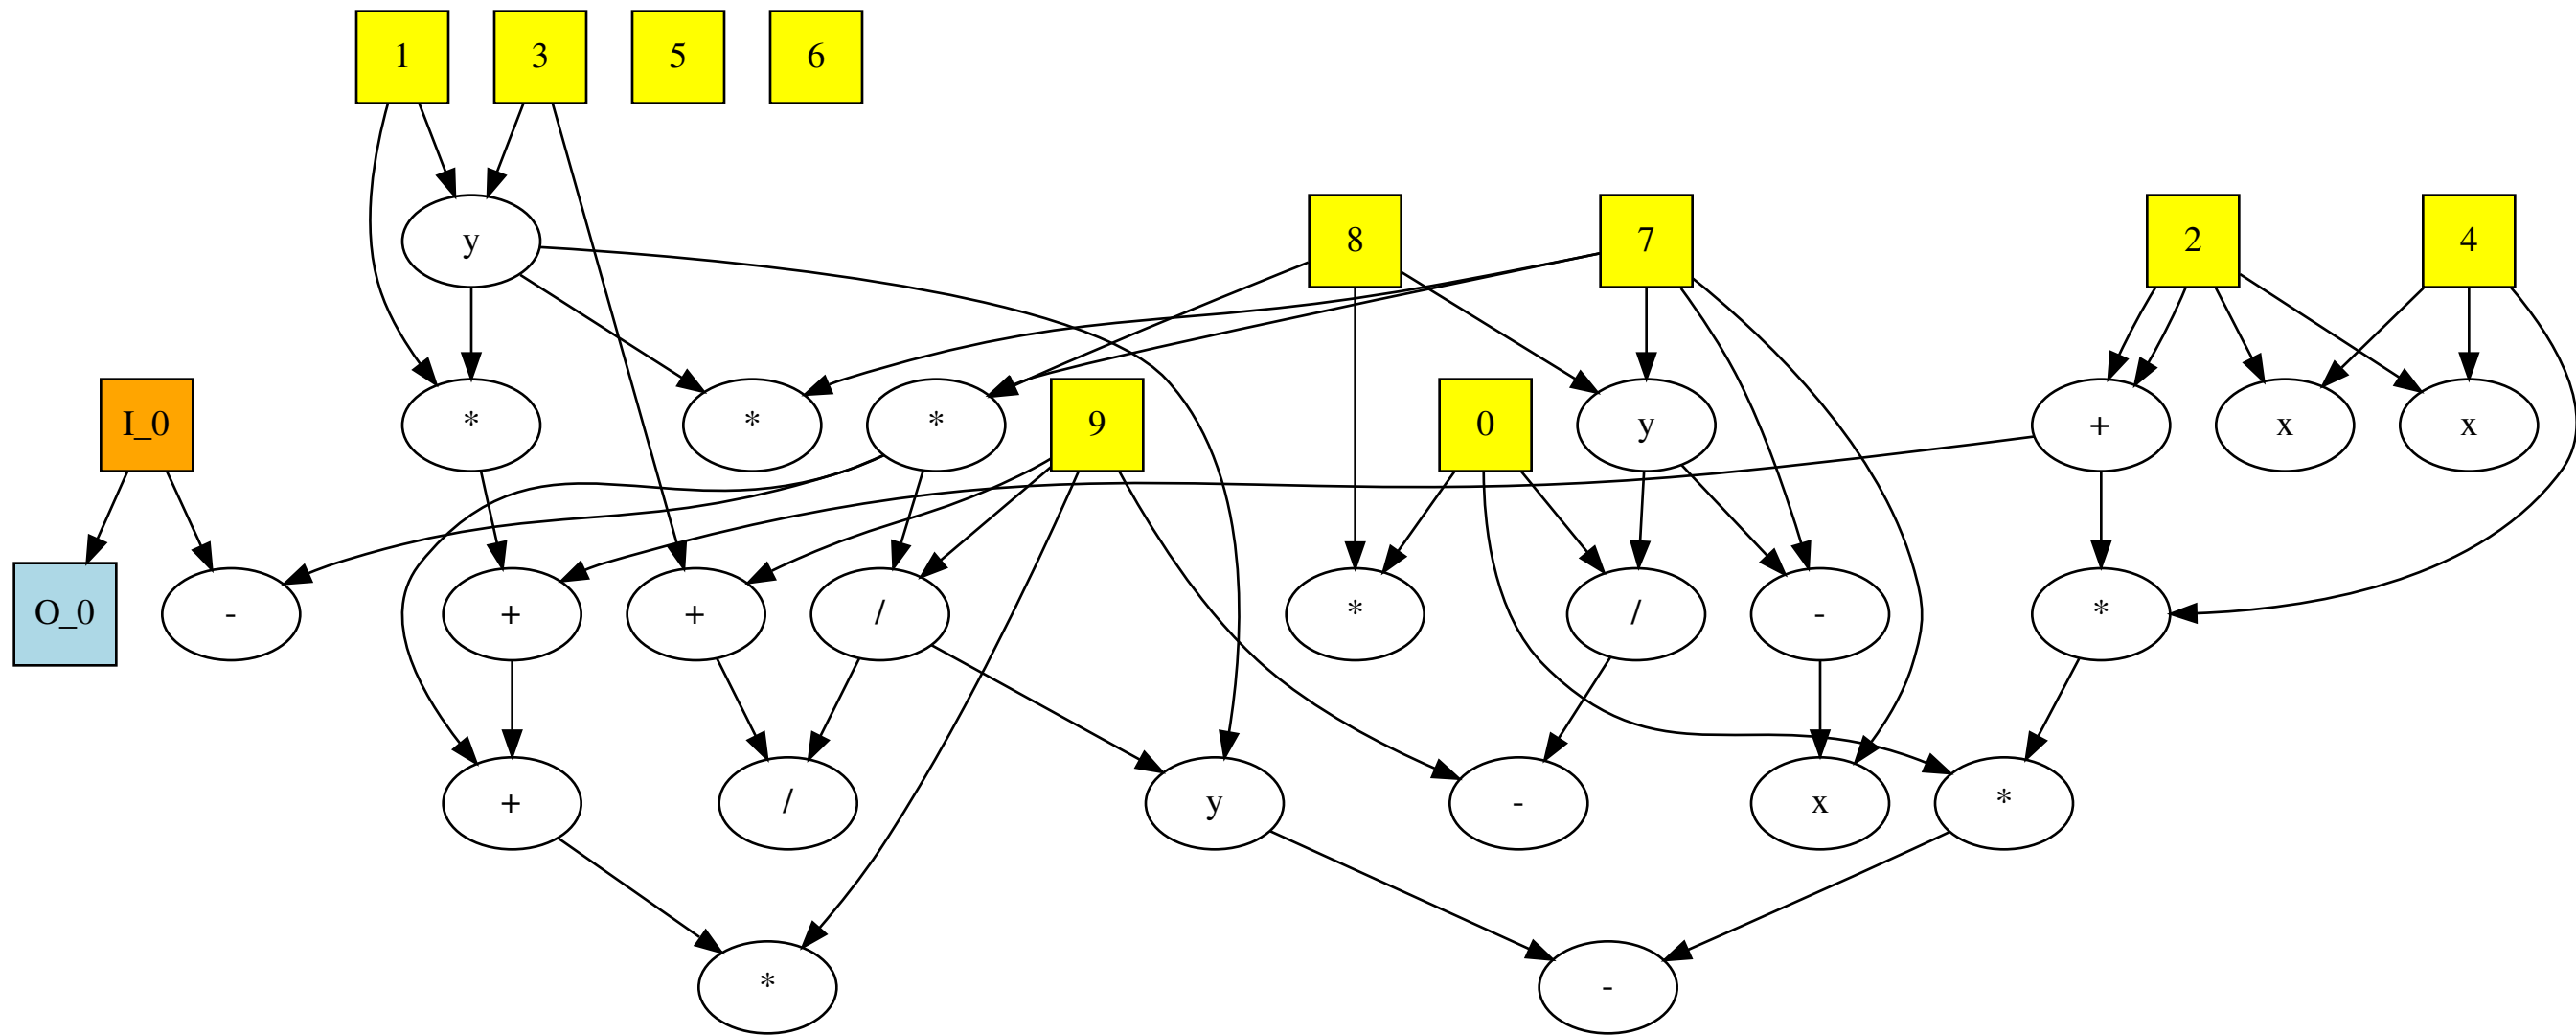 1 3 5 6
y 8 7 2 4
I_0 * * * 9 0 y + x x
O_0 - + + / * / - *
+ / y - x *
* -